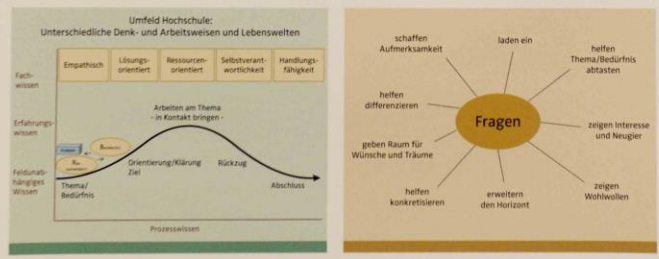 Umfeld Hochschule:
Unterschiedliche Denk- und Arbeitsweisen und Lebenswelten
Empathisch
Lösungs-
orientiert
Ressourcen-
orientiert
Selbstverant-
wortlichkeit
Handlungs-
fähigkeit
Fach-
wissen
Erfahrungs-
wissen
Feldunab-
hängiges
Wissen
Arbeiten am Thema
- in Kontakt bringen -
Thema/
Bedürfnis
Orientierung/Klärung
Ziel
Rückzug
Abschluss
Prozesswissen
schaffen
Aufmerksamkeit
laden ein
helfen
Thema/Bedürfnis
abtasten
helfen
differenzieren
Fragen
zeigen Interesse
und Neugier
geben Raum für
Wünsche und Träume
helfen
konkretisieren
erweitern
den Horizont
zeigen
Wohlwollen